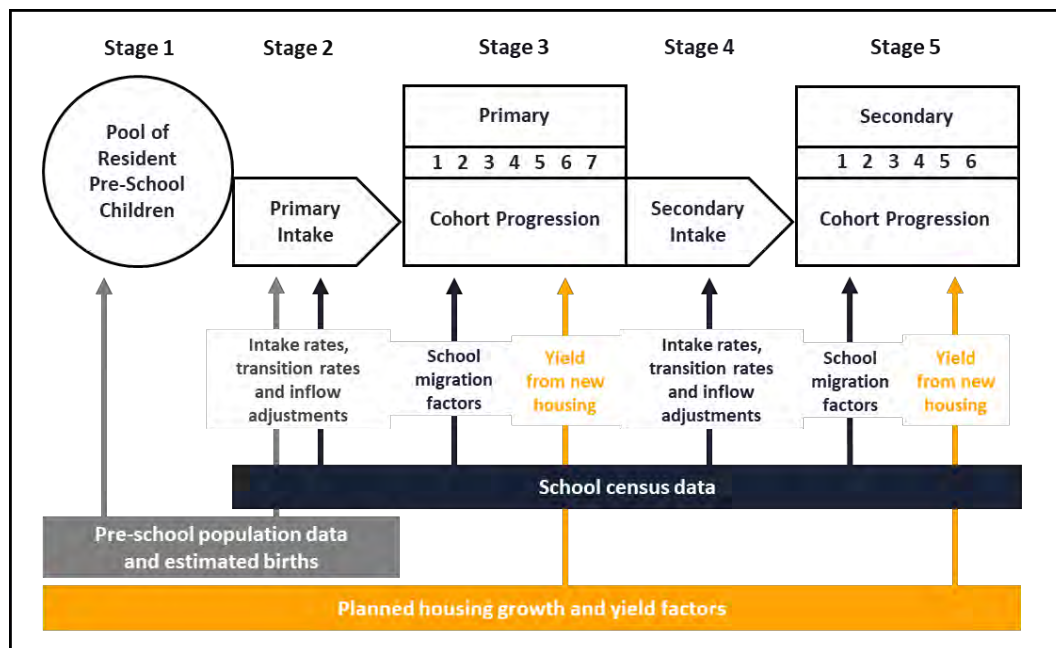 Stage 1
Stage 2
Stage 3
Stage 4
Stage 5
Pool of
Resident
Pre-School
Children
Primary
Intake
Primary
1 2 3 4 5 6 7
Cohort Progression
Secondary
Intake
Secondary
1 2 3 4 5 6
Cohort Progression
Intake rates,
transition rates
and inflow
adjustments
School
migration
factors
Yield
from new
housing
Intake rates,
transition rates
and inflow
adjustments
School
migration
factors
Yield
from new
housing
School census data
Pre-school population data
and estimated births
Planned housing growth and yield factors